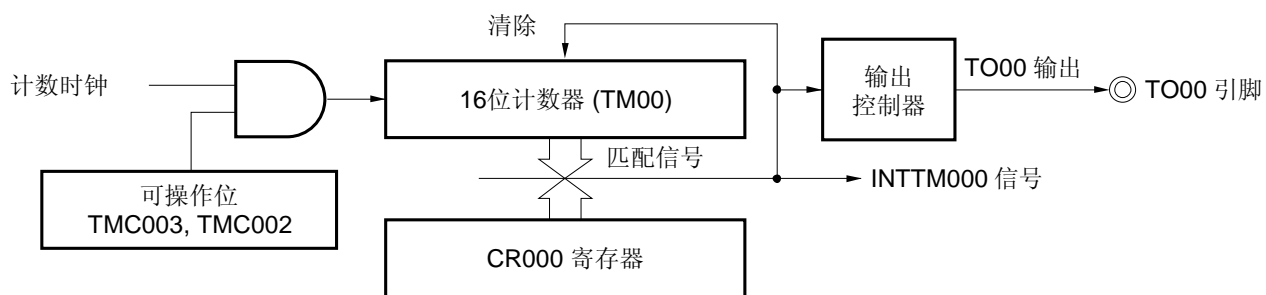 清除
计数时钟
16位计数器 (TM00)
输出
控制器
TO00 输出
TO00 引脚
匹配信号
INTTM000 信号
可操作位
TMC003, TMC002
CR000 寄存器